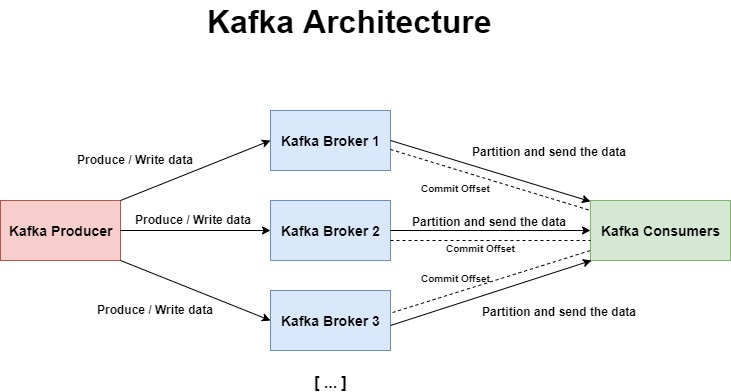 Kafka Architecture
Kafka Broker 1
Produce / Write data
Partition and send the data
Commit Offset
Kafka Producer
Produce / Write data
Kafka Broker 2
Partition and send the data
Commit Offset
Kafka Consumers
Commit Offset
Produce / Write data
Kafka Broker 3
Partition and send the data
[ ... ]